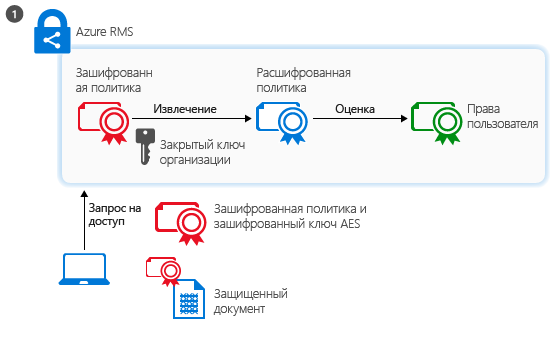 1
Azure RMS
Зашифрованн
ая политика
Извлечение
Закрытый ключ
организации
Расшифрованная
политика
Оценка
Права
пользователя
Запрос на
доступ
Зашифрованная политика и
зашифрованный ключ AES
Защищенный
документ